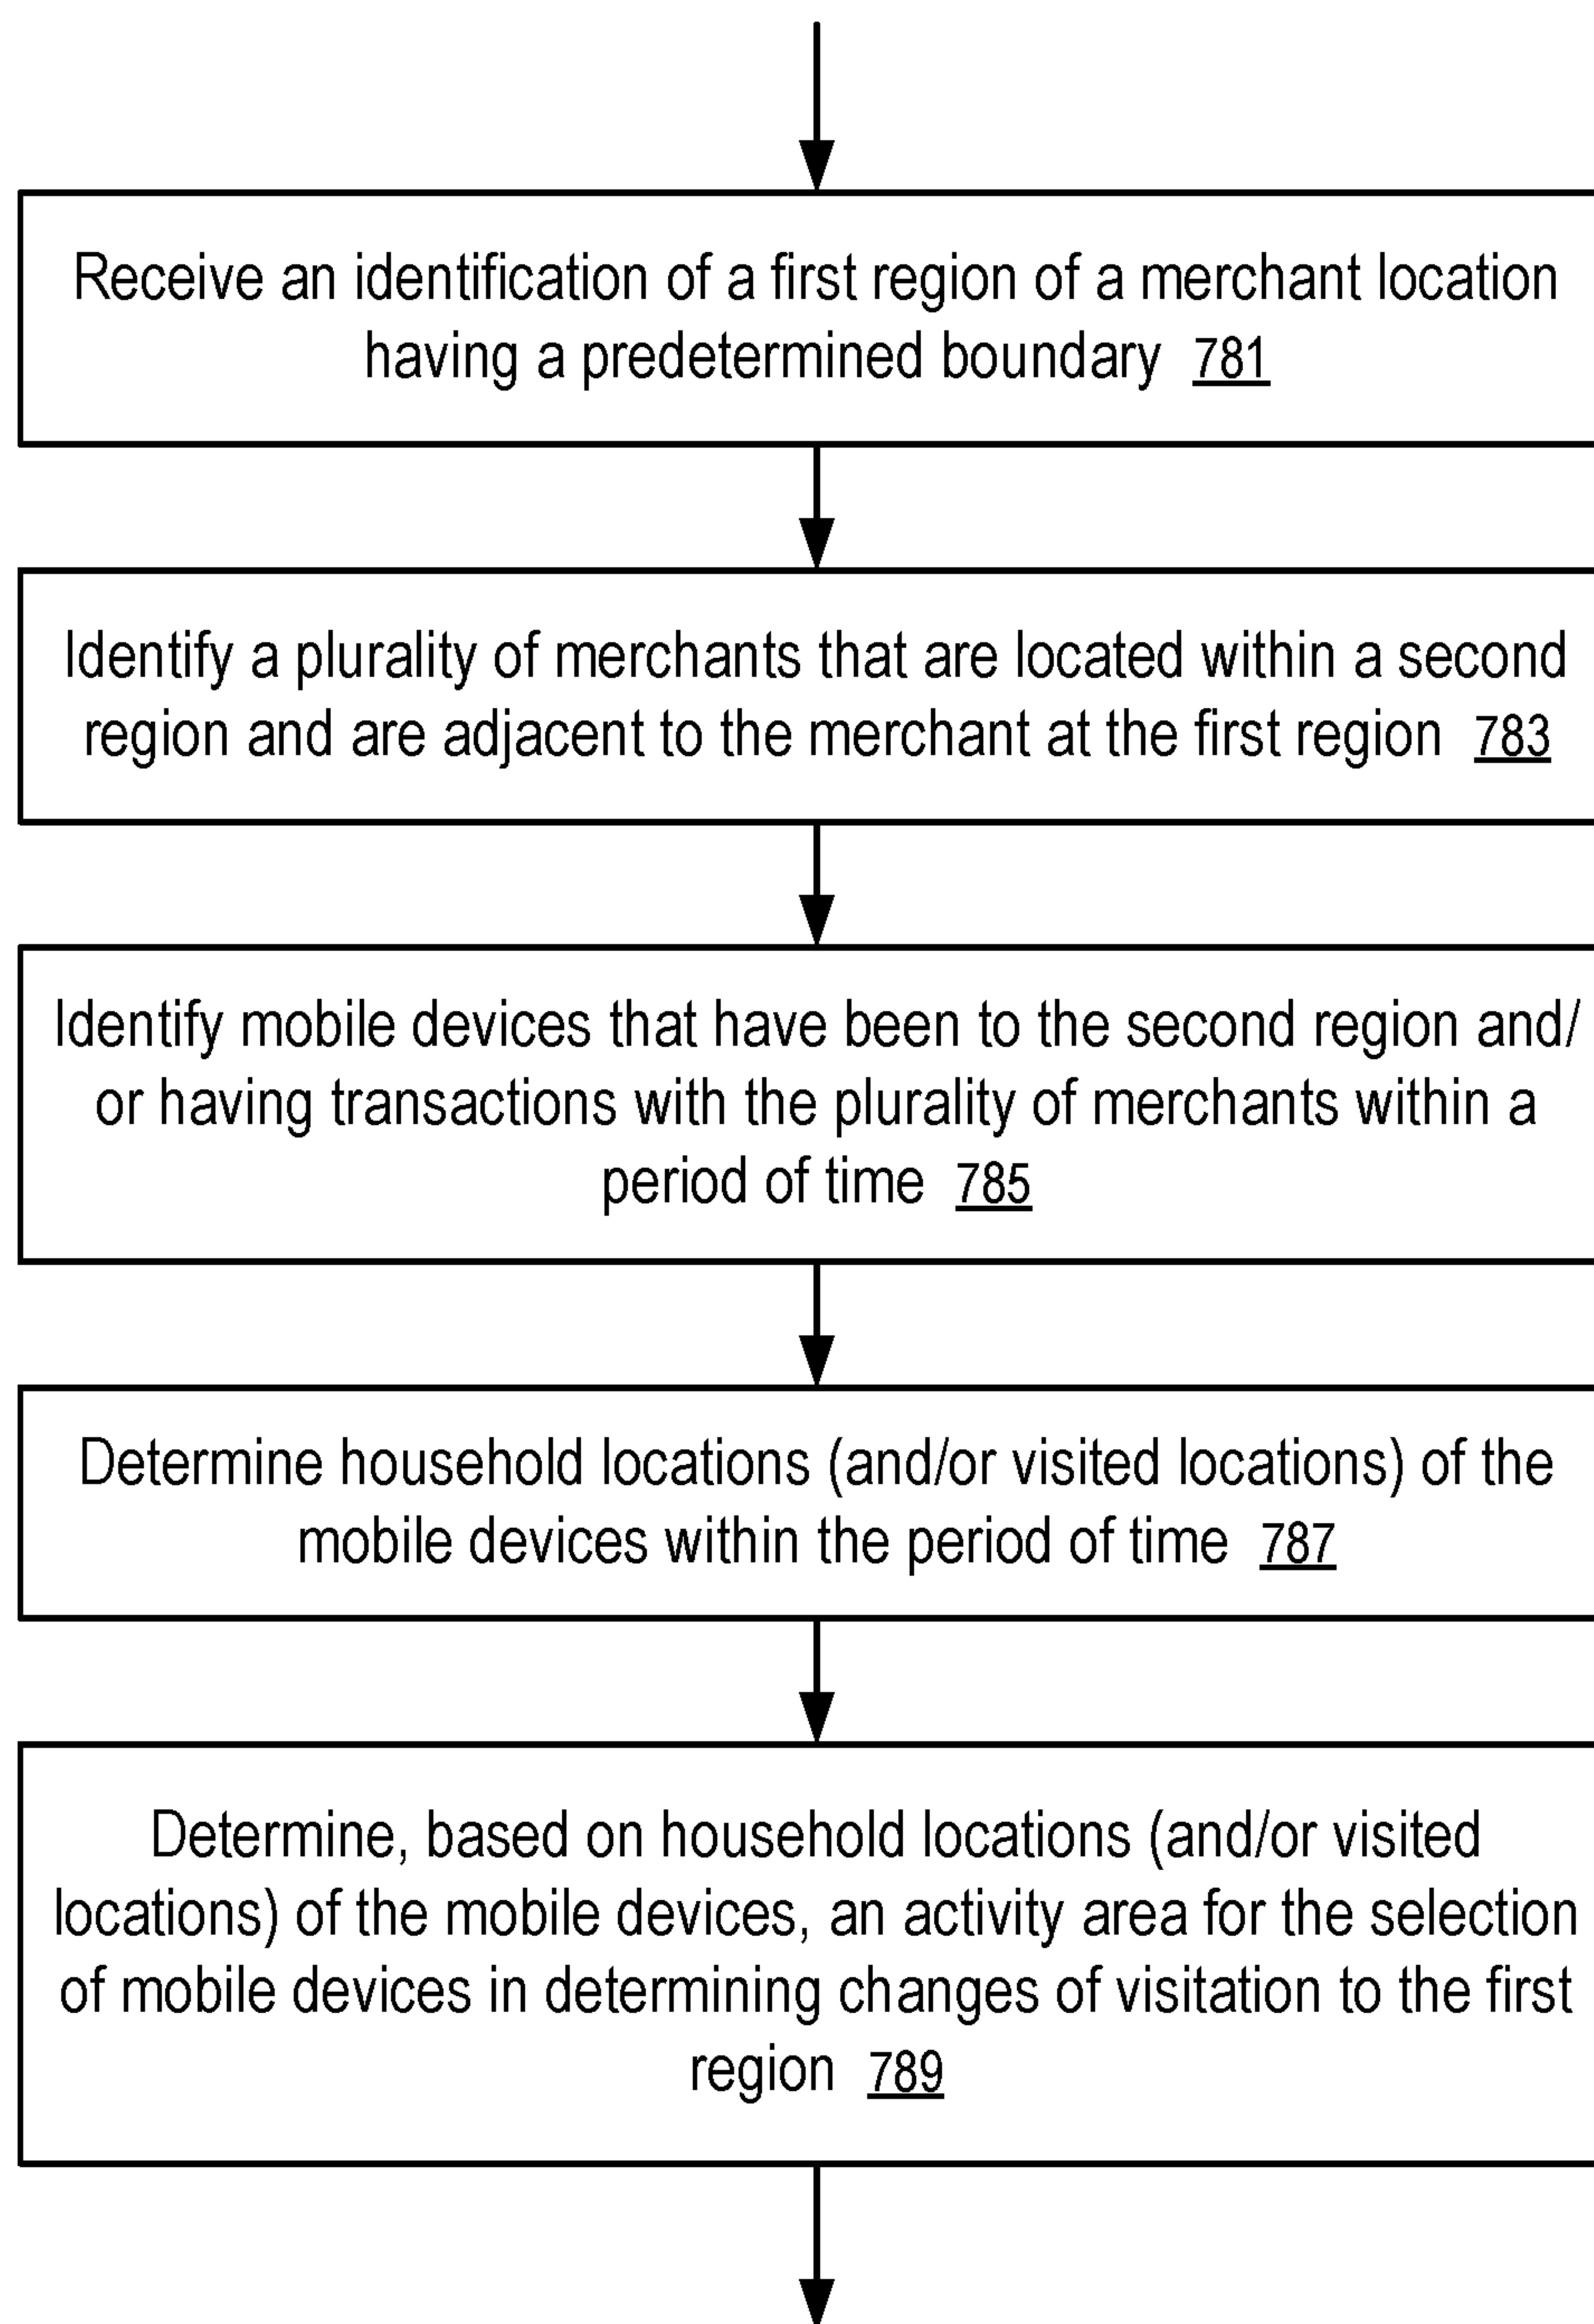 Receive an identification of a first region of a merchant location
having a predetermined boundary 781
Identify a plurality of merchants that are located within a second
region and are adjacent to the merchant at the first region 783
Identify mobile devices that have been to the second region and/
or having transactions with the plurality of merchants within a
period of time 785
Determine household locations (and/or visited locations) of the
mobile devices within the period of time 787
Determine, based on household locations (and/or visited
locations) of the mobile devices, an activity area for the selection
of mobile devices in determining changes of visitation to the first
region 789